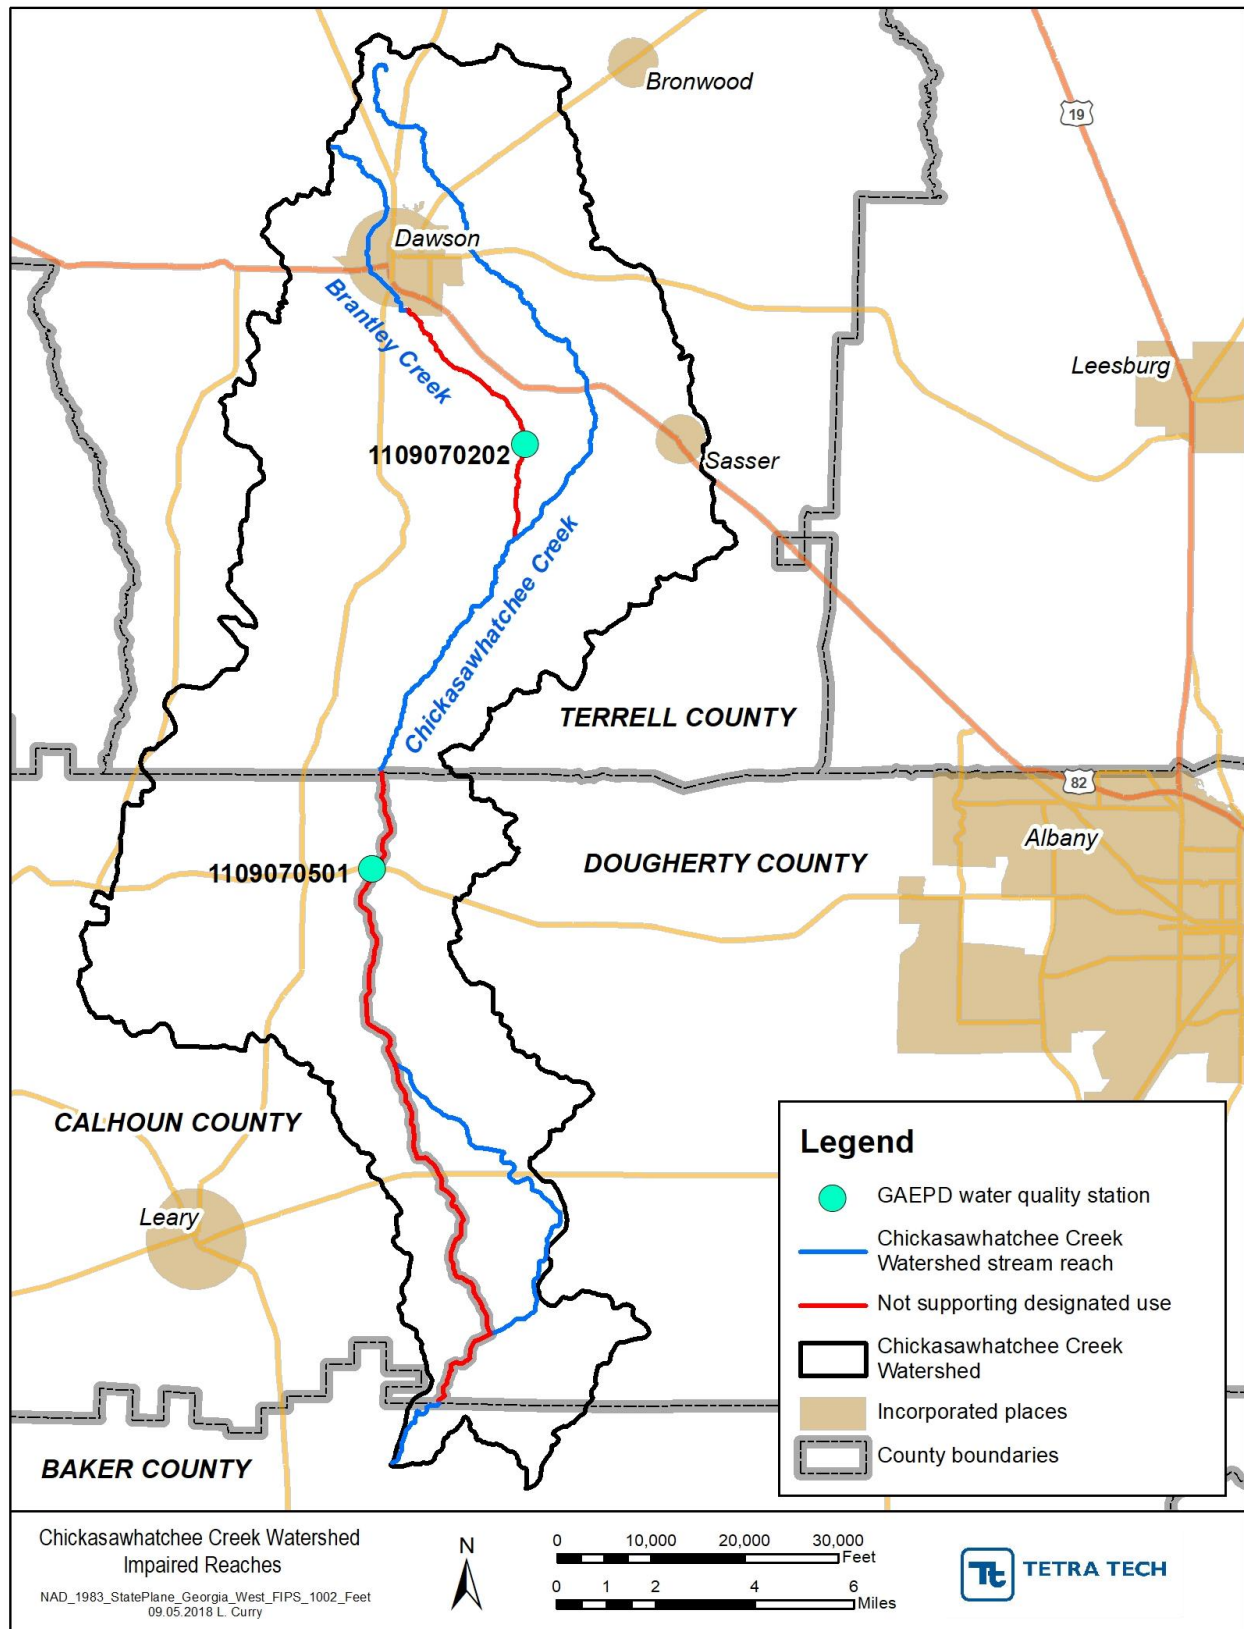 Bronwood
19
Dawson
Brantley Creek
Leesburg
1109070202
Sasser
Chickasawhatchee Creek
TERRELL COUNTY
82
Albany
1109070501
DOUGHERTY COUNTY
CALHOUN COUNTY
Leary
BAKER COUNTY
Legend
GAEPD water quality station
Chickasawhatchee Creek
Watershed stream reach
Not supporting designated use
Chickasawhatchee Creek
Watershed
Incorporated places
County boundaries
Chickasawhatchee Creek Watershed
Impaired Reaches
NAD_1983_StatePlane_Georgia_West_FIPS_1002_Feet
09.05.2018 L. Curry
N
0 10,000 20,000 30,000
Feet
0 1 2 4 6
Miles
Tt TETRA TECH